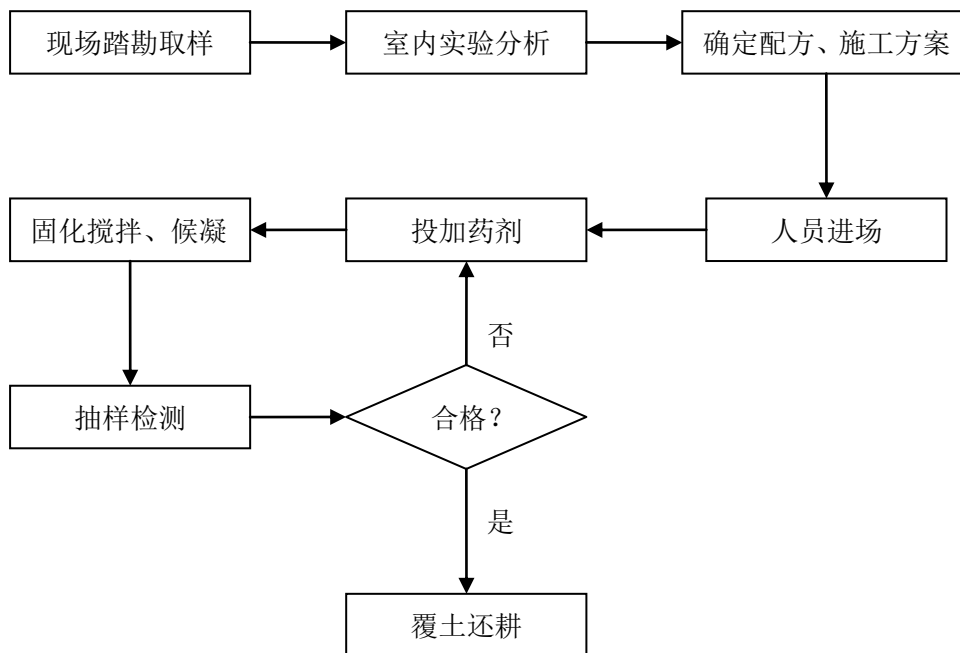 现场踏勘取样
室内实验分析
确定配方、施工方案
固化搅拌、候凝
投加药剂
人员进场
否
抽样检测
合格？
是
覆土还耕